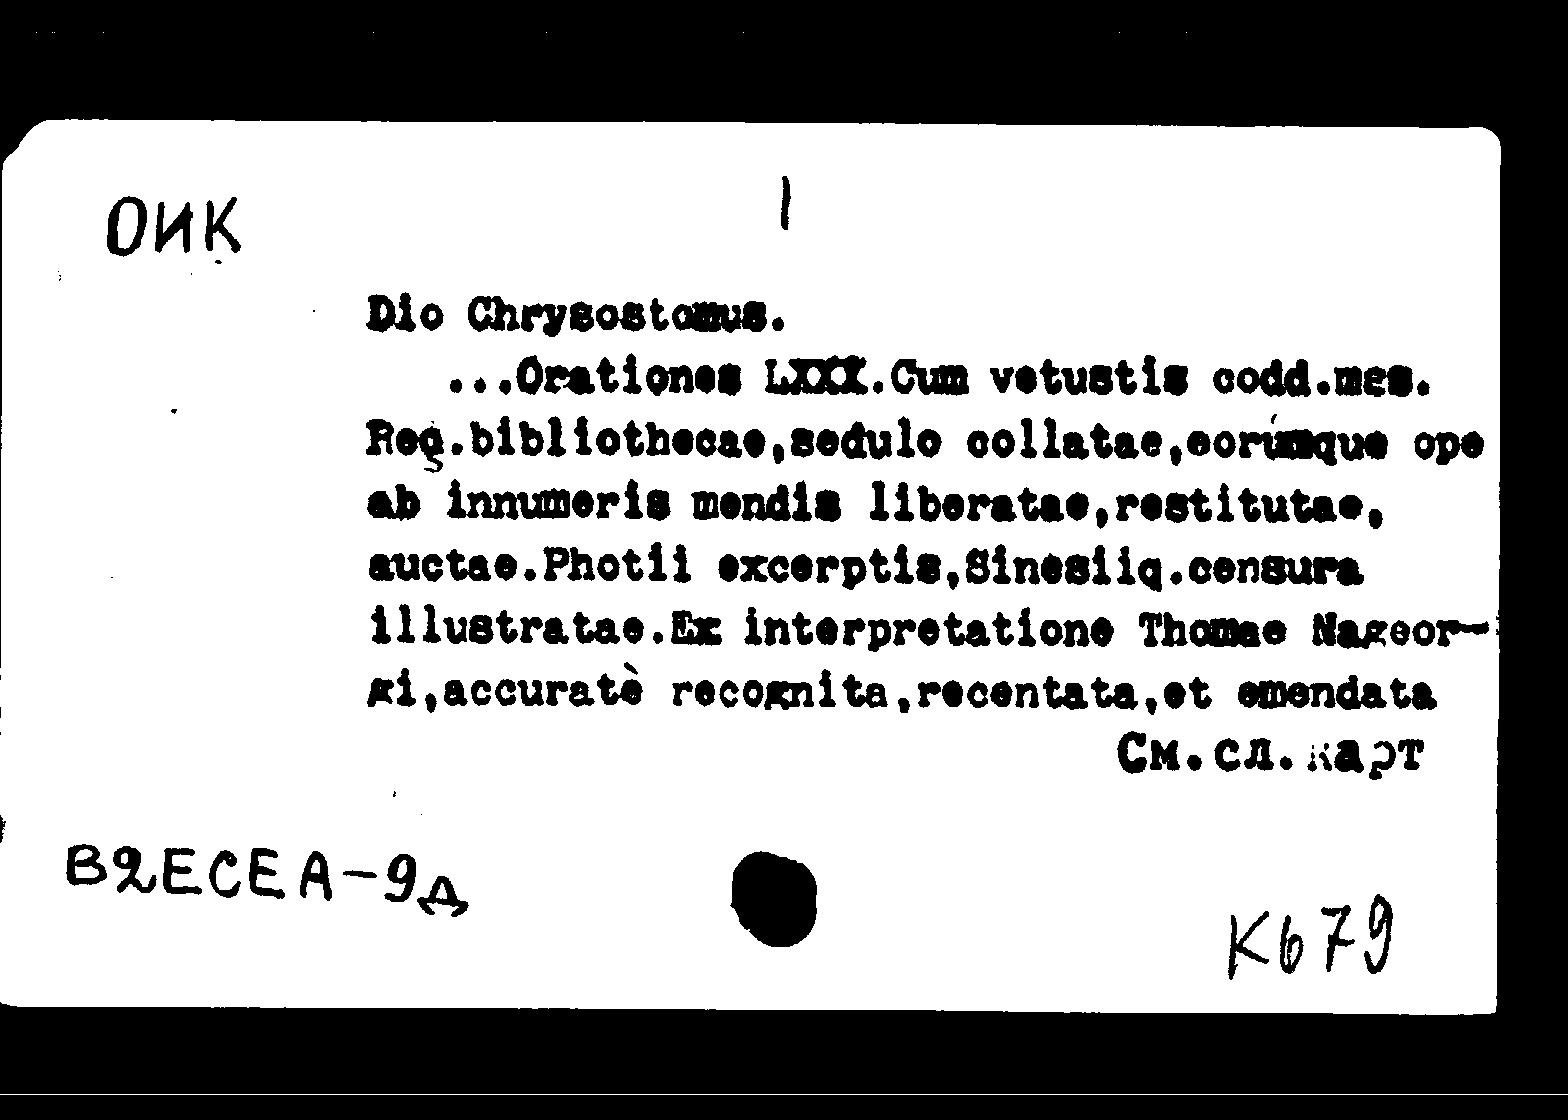 ОИК
1
Dio Chrysostomus.
...Orationes LXXX.Cum vetustis codd.mss.
Reg.bibliothecae,sedulo collatae,eorúmque ope
ab innumeris mendis liberatae,restitutae,
auctae.Photii excerptis,Sinesiiq.censura
illustratae.Ex interpretatione Thomae Nageor-
gi,accuratè recognita,recentata,et emendata
См.сл.карт
B2ECEA-9д
K679